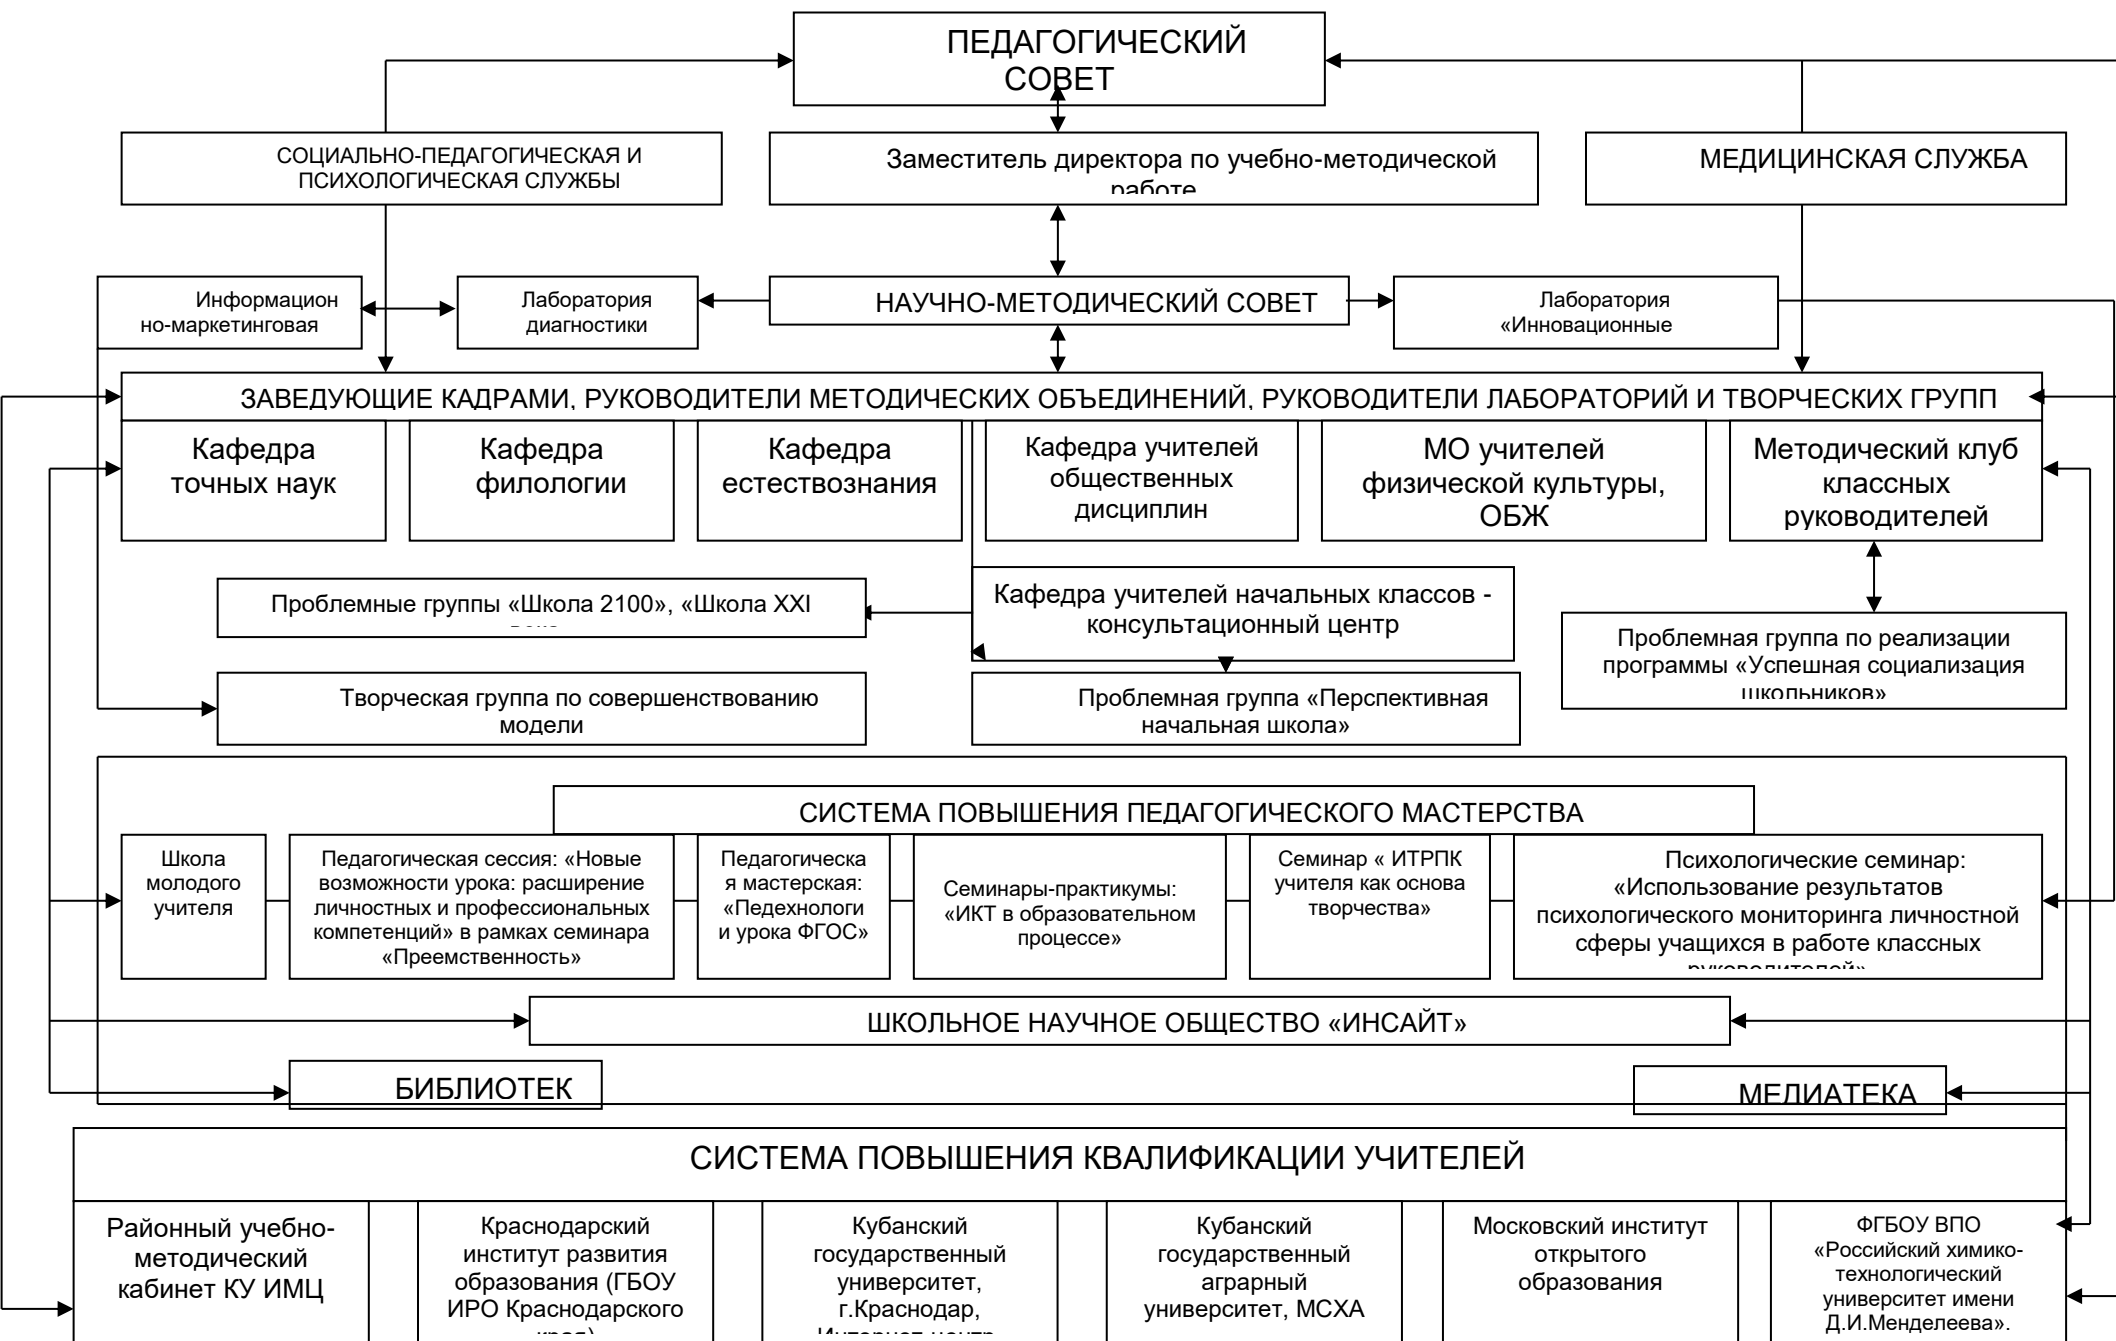 ПЕДАГОГИЧЕСКИЙ
СОВЕТ
СОЦИАЛЬНО-ПЕДАГОГИЧЕСКАЯ И
ПСИХОЛОГИЧЕСКАЯ СЛУЖБЫ
Заместитель директора по учебно-методической
работе
МЕДИЦИНСКАЯ СЛУЖБА
Информацион
но-маркетинговая
Лаборатория
диагностики
НАУЧНО-МЕТОДИЧЕСКИЙ СОВЕТ
Лаборатория
«Инновационные
ЗАВЕДУЮЩИЕ КАДРАМИ, РУКОВОДИТЕЛИ МЕТОДИЧЕСКИХ ОБЪЕДИНЕНИЙ, РУКОВОДИТЕЛИ ЛАБОРАТОРИЙ И ТВОРЧЕСКИХ ГРУПП
Кафедра
точных наук
Кафедра
филологии
Кафедра
естествознания
Кафедра учителей
общественных
дисциплин
МО учителей
физической культуры,
ОБЖ
Методический клуб
классных
руководителей
Проблемные группы «Школа 2100», «Школа XXI
Кафедра учителей начальных классов -
консультационный центр
Проблемная группа по реализации
программы «Успешная социализация
школьников»
Творческая группа по совершенствованию
модели
Проблемная группа «Перспективная
начальная школа»
СИСТЕМА ПОВЫШЕНИЯ ПЕДАГОГИЧЕСКОГО МАСТЕРСТВА
Школа
молодого
учителя
Педагогическая сессия: «Новые
возможности урока: расширение
личностных и профессиональных
компетенций» в рамках семинара
«Преемственность»
Педагогическа
я мастерская:
«Педехнологи
и урока ФГОС»
Семинары-практикумы:
«ИКТ в образовательном
процессе»
Семинар « ИТРПК
учителя как основа
творчества»
Психологические семинар:
«Использование результатов
психологического мониторинга личностной
сферы учащихся в работе классных
руководителей»
ШКОЛЬНОЕ НАУЧНОЕ ОБЩЕСТВО «ИНСАЙТ»
БИБЛИОТЕК
МЕДИАТЕКА
СИСТЕМА ПОВЫШЕНИЯ КВАЛИФИКАЦИИ УЧИТЕЛЕЙ
Районный учебно-
методический
кабинет КУ ИМЦ
Краснодарский
институт развития
образования (ГБОУ
ИРО Краснодарского
края)
Кубанский
государственный
университет,
г.Краснодар,
Интернет-центр
Кубанский
государственный
аграрный
университет, МСХА
Московский институт
открытого
образования
ФГБОУ ВПО
«Российский химико-
технологический
университет имени
Д.И.Менделеева».